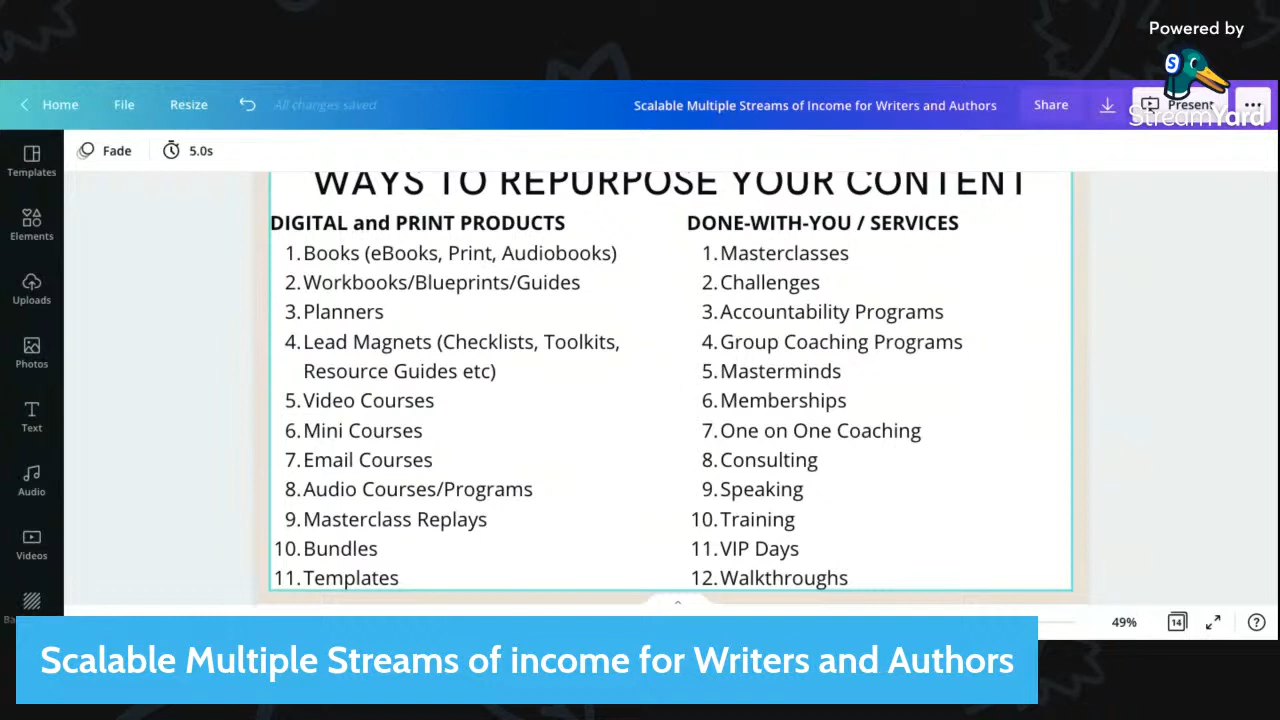 Powered by
StreamYard
Home File Resize All changes saved Scalable Multiple Streams of Income for Writers and Authors Share Present
Fade 5.0s
Templates
Elements
Uploads
Photos
Text
Audio
Videos
WAYS TO REPURPOSE YOUR CONTENT
DIGITAL and PRINT PRODUCTS
1. Books (eBooks, Print, Audiobooks)
2. Workbooks/Blueprints/Guides
3. Planners
4. Lead Magnets (Checklists, Toolkits,
Resource Guides etc)
5. Video Courses
6. Mini Courses
7. Email Courses
8. Audio Courses/Programs
9. Masterclass Replays
10. Bundles
11. Templates
DONE-WITH-YOU / SERVICES
1. Masterclasses
2. Challenges
3. Accountability Programs
4. Group Coaching Programs
5. Masterminds
6. Memberships
7. One on One Coaching
8. Consulting
9. Speaking
10. Training
11. VIP Days
12. Walkthroughs
49% 14
Scalable Multiple Streams of income for Writers and Authors